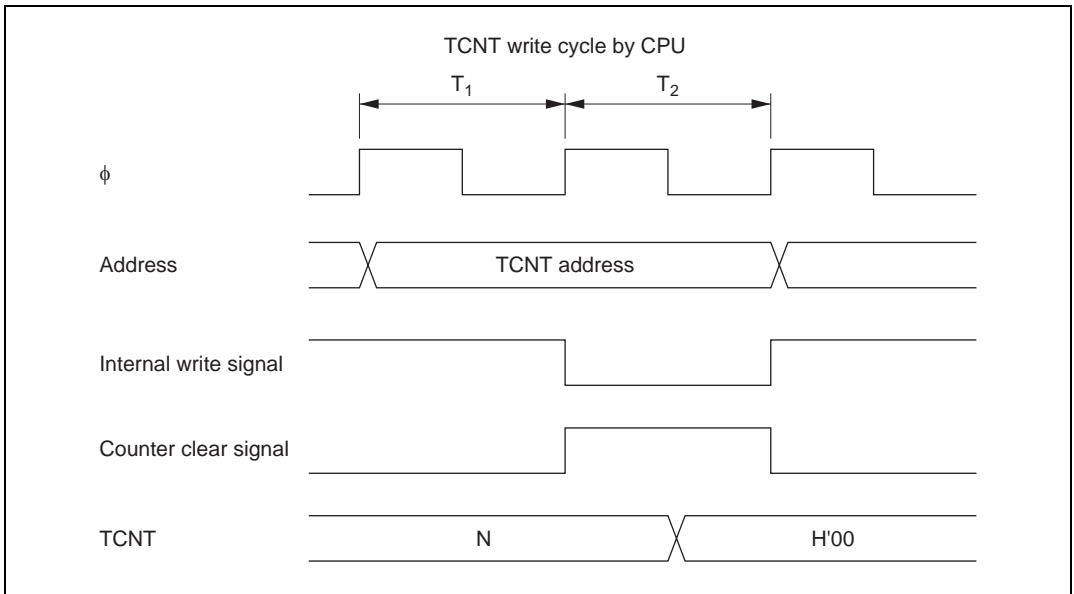 TCNT write cycle by CPU
T1 T2
ϕ
Address TCNT address
Internal write signal
Counter clear signal
TCNT N H'00